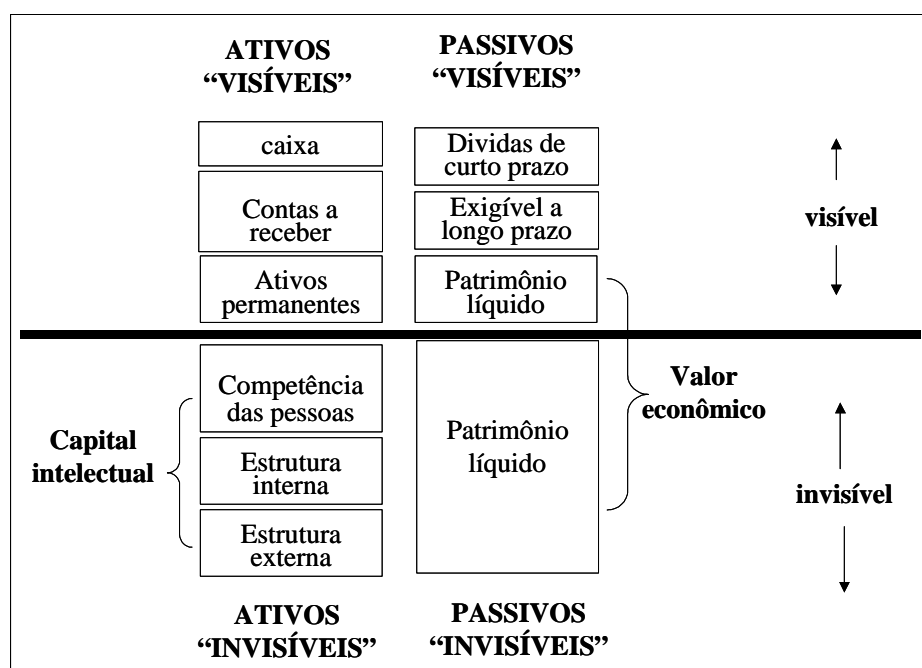 ATIVOS
“VISÍVEIS”
PASSIVOS
“VISÍVEIS”
caixa
Dividas de
curto prazo
Contas a
receber
Exigível a
longo prazo
visível
Ativos
permanentes
Patrimônio
líquido
Competência
das pessoas
Valor
econômico
Patrimônio
líquido
Capital
intelectual
Estrutura
interna
invisível
Estrutura
externa
ATIVOS
“INVISÍVEIS”
PASSIVOS
“INVISÍVEIS”